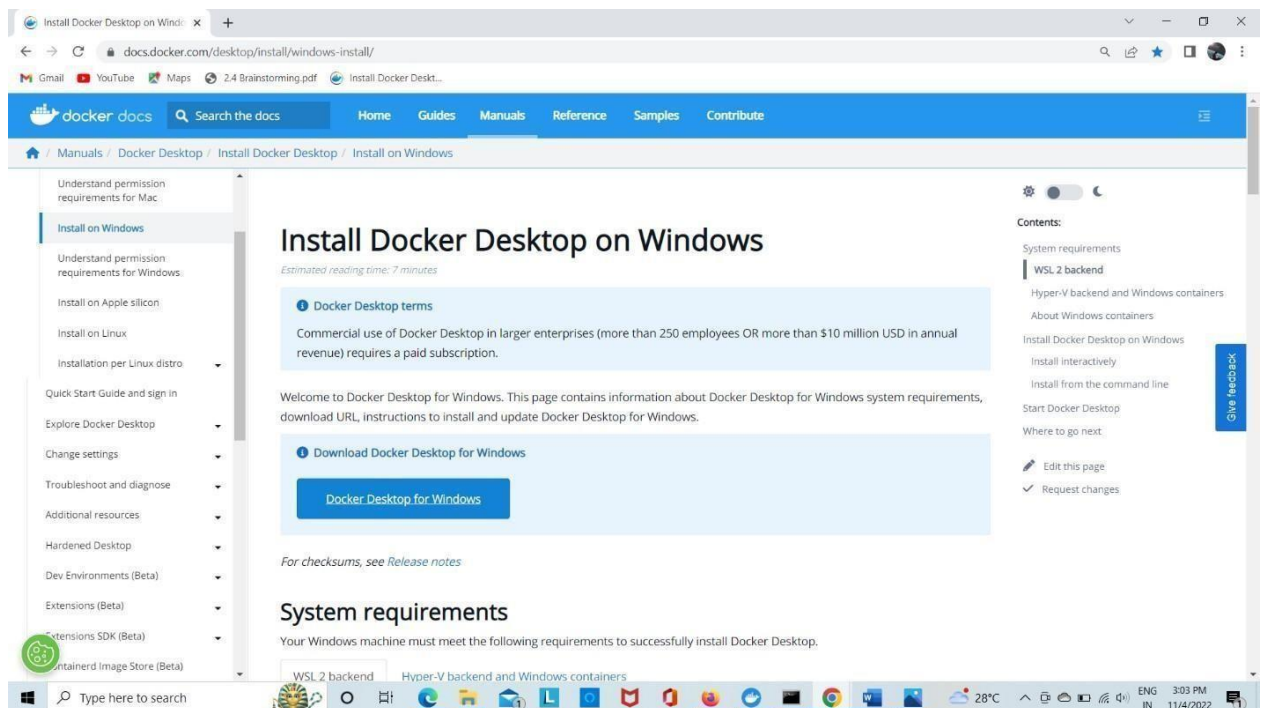 Install Docker Desktop on Windo
docs.docker.com/desktop/install/windows-install/
Gmail YouTube Maps 2.4 Brainstorming.pdf Install Docker Deskt...
docker docs Search the docs Home Guides Manuals Reference Samples Contribute
/ Manuals / Docker Desktop / Install Docker Desktop / Install on Windows
Understand permission
requirements for Mac
Install on Windows
Understand permission
requirements for Windows
Install on Apple silicon
Install on Linux
Installation per Linux distro
Quick Start Guide and sign in
Explore Docker Desktop
Change settings
Troubleshoot and diagnose
Additional resources
Hardened Desktop
Dev Environments (Beta)
Extensions (Beta)
Extensions SDK (Beta)
Containerd Image Store (Beta)
Install Docker Desktop on Windows
Estimated reading time: 7 minutes
Docker Desktop terms
Commercial use of Docker Desktop in larger enterprises (more than 250 employees OR more than $10 million USD in annual
revenue) requires a paid subscription.
Welcome to Docker Desktop for Windows. This page contains information about Docker Desktop for Windows system requirements,
download URL, instructions to install and update Docker Desktop for Windows.
Download Docker Desktop for Windows
Docker Desktop for Windows
For checksums, see Release notes
System requirements
Your Windows machine must meet the following requirements to successfully install Docker Desktop.
WSL 2 backend Hyper-V backend and Windows containers
Contents:
System requirements
WSL 2 backend
Hyper-V backend and Windows containers
About Windows containers
Install Docker Desktop on Windows
Install interactively
Install from the command line
Start Docker Desktop
Where to go next
Edit this page
Request changes
Give feedback
Type here to search
28°C
ENG
IN
3:03 PM
11/4/2022